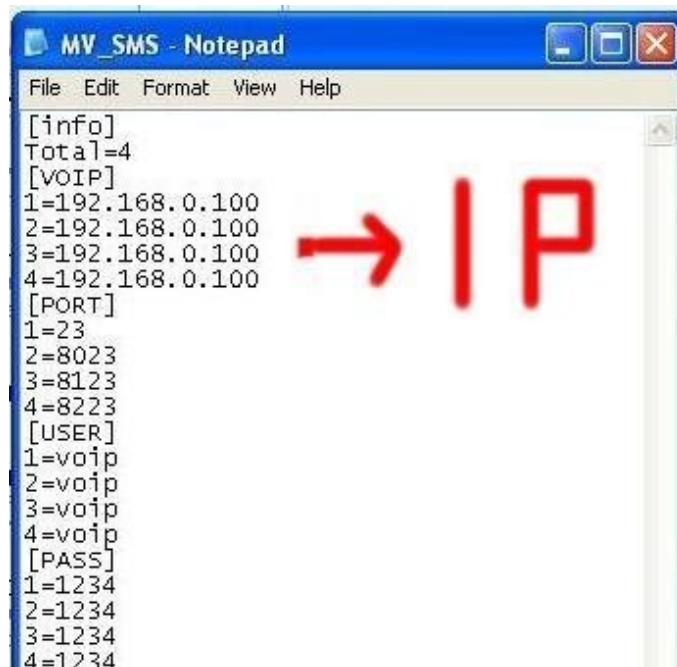 MV_SMS - Notepad
File Edit Format View Help
[info]
Total=4
[VOIP]
1=192.168.0.100
2=192.168.0.100
3=192.168.0.100
4=192.168.0.100
IP
[PORT]
1=23
2=8023
3=8123
4=8223
[USER]
1=voip
2=voip
3=voip
4=voip
[PASS]
1=1234
2=1234
3=1234
4=1234